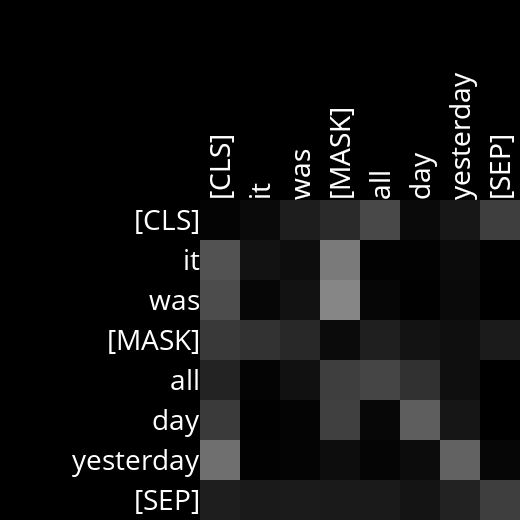 [CLS]
it
was
[MASK]
all
day
yesterday
[SEP]
[CLS]
it
was
[MASK]
all
day
yesterday
[SEP]